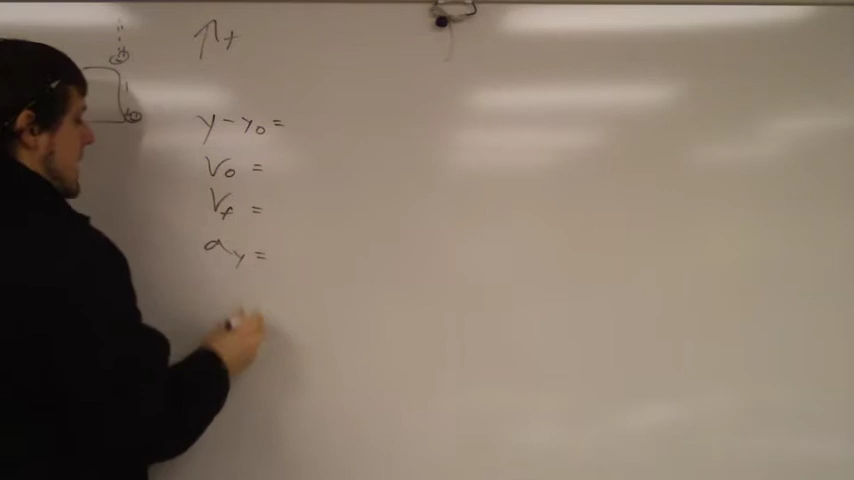 ↑+
y-y₀=
V₀ =
V_f =
a_y =